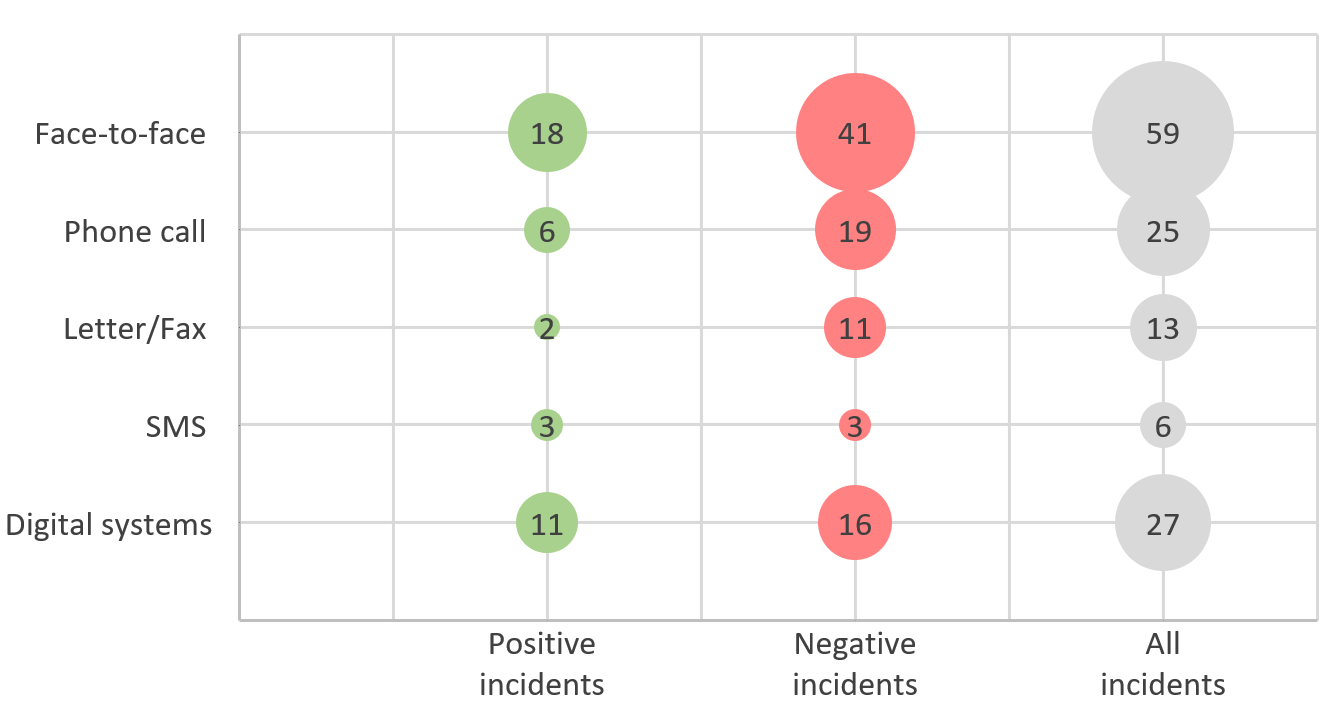 Face-to-face 18 41 59
Phone call 6 19 25
Letter/Fax 2 11 13
SMS 3 3 6
Digital systems 11 16 27
Positive Negative All
incidents incidents incidents